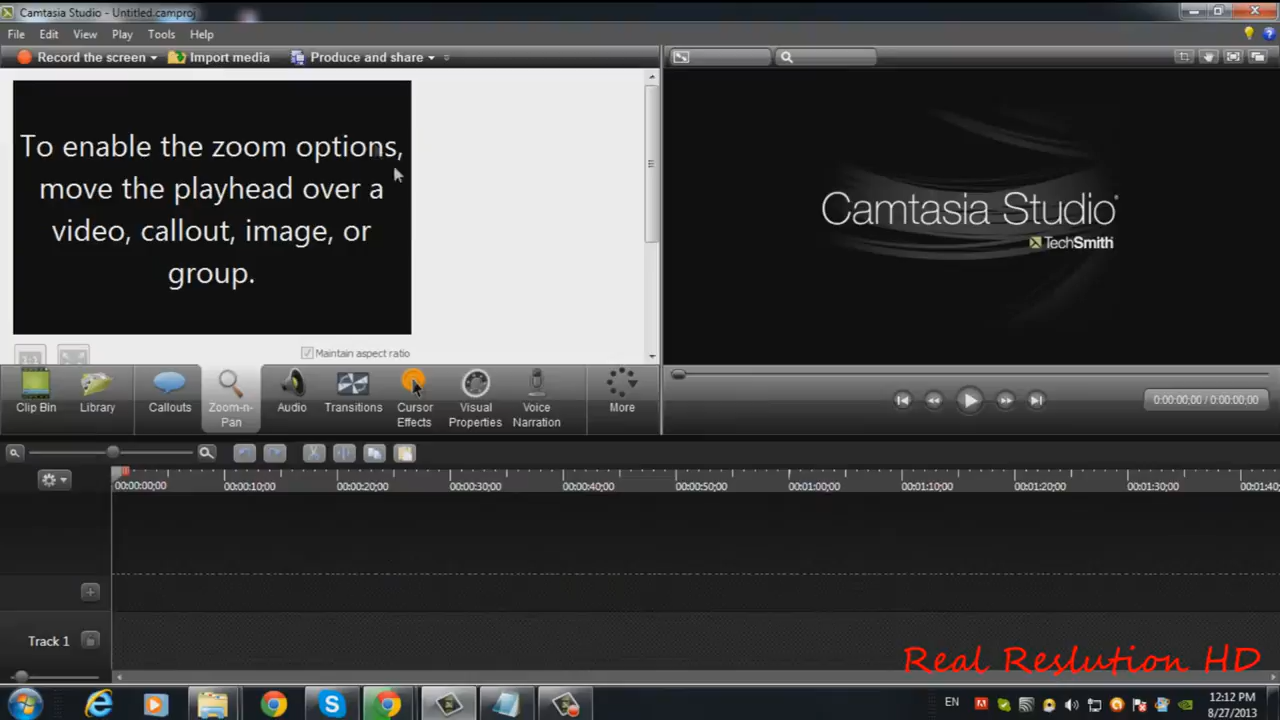 Camtasia Studio - Untitled.camproj
File Edit View Play Tools Help
Record the screen Import media Produce and share
To enable the zoom options,
move the playhead over a
video, callout, image, or
group.
Camtasia Studio
TechSmith
1:1
Maintain aspect ratio
Clip Bin Library Callouts Zoom-n-Pan Audio Transitions Cursor Effects Visual Properties Voice Narration More
0:00:00;00 / 0:00:00;00
00:00:00;00 00:00:10;00 00:00:20;00 00:00:30;00 00:00:40;00 00:00:50;00 00:01:00;00 00:01:10;00 00:01:20;00 00:01:30;00 00:01:40;
Track 1
Real Reslution HD
EN
12:12 PM
8/27/2013